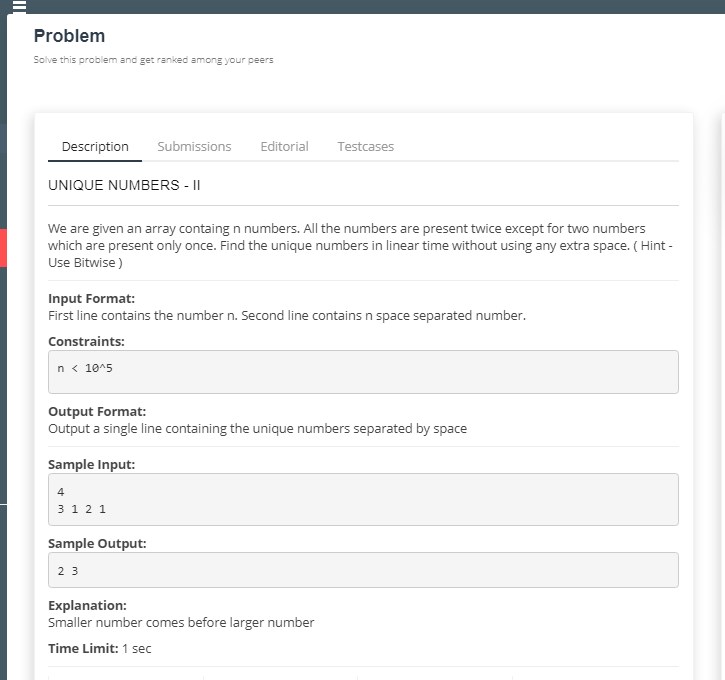 Problem
Solve this problem and get ranked among your peers
Description Submissions Editorial Testcases
UNIQUE NUMBERS - II
We are given an array containg n numbers. All the numbers are present twice except for two numbers
which are present only once. Find the unique numbers in linear time without using any extra space. ( Hint -
Use Bitwise )
Input Format:
First line contains the number n. Second line contains n space separated number.
Constraints:
n < 10^5
Output Format:
Output a single line containing the unique numbers separated by space
Sample Input:
4
3 1 2 1
Sample Output:
2 3
Explanation:
Smaller number comes before larger number
Time Limit: 1 sec